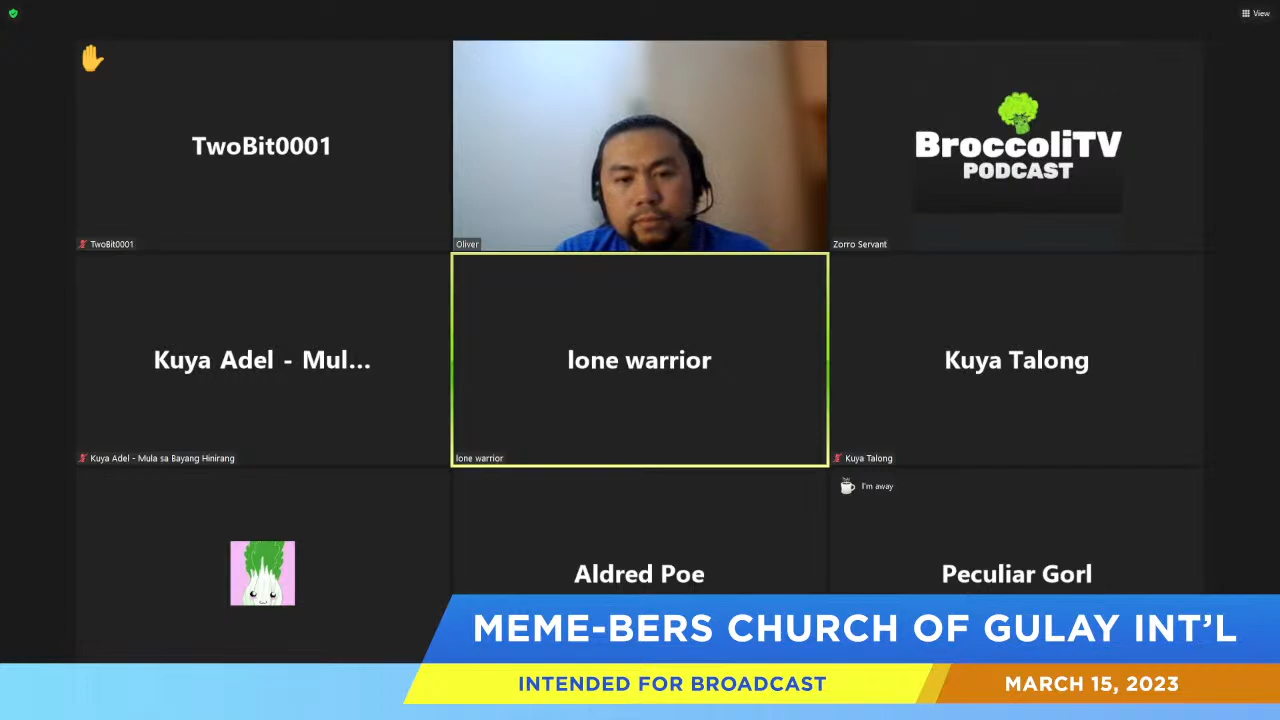 View
TwoBit0001
TwoBit0001
Oliver
BroccoliTV
PODCAST
Zorro Servant
Kuya Adel - Mul...
Kuya Adel - Mula sa Bayang Hinirang
lone warrior
lone warrior
Kuya Talong
Kuya Talong
Aldred Poe
I'm away
Peculiar Gorl
MEME-BERS CHURCH OF GULAY INT'L
INTENDED FOR BROADCAST
MARCH 15, 2023